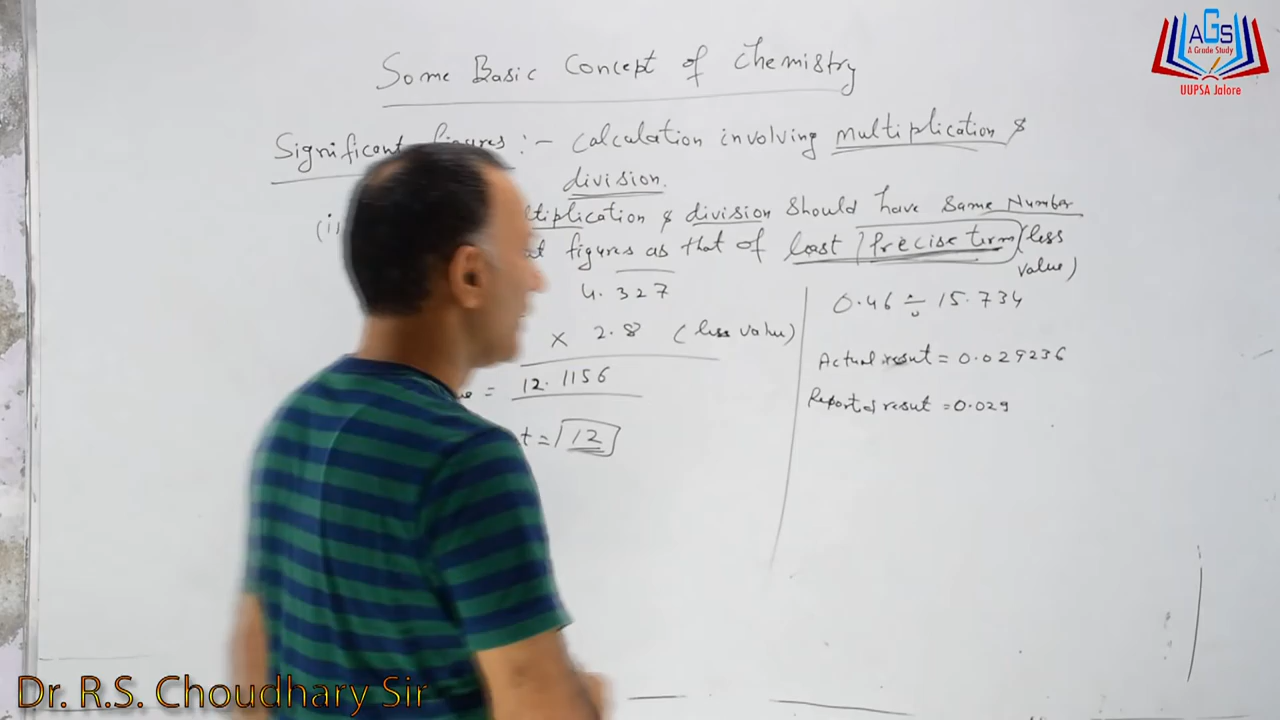 AGS
A Grade Study
UUPSA Jalore
Some Basic Concept of Chemistry
Significant figures :- Calculation involving multiplication &
division.
(i) tiplication & division Should have Same Number
figures as that of least Precise term (less
value)
4.327
× 2.8 (less value)
= 12.1156
t = 12
0.46 ÷ 15.734
Actual result = 0.029236
Reported result = 0.029
Dr. R.S. Choudhary Sir